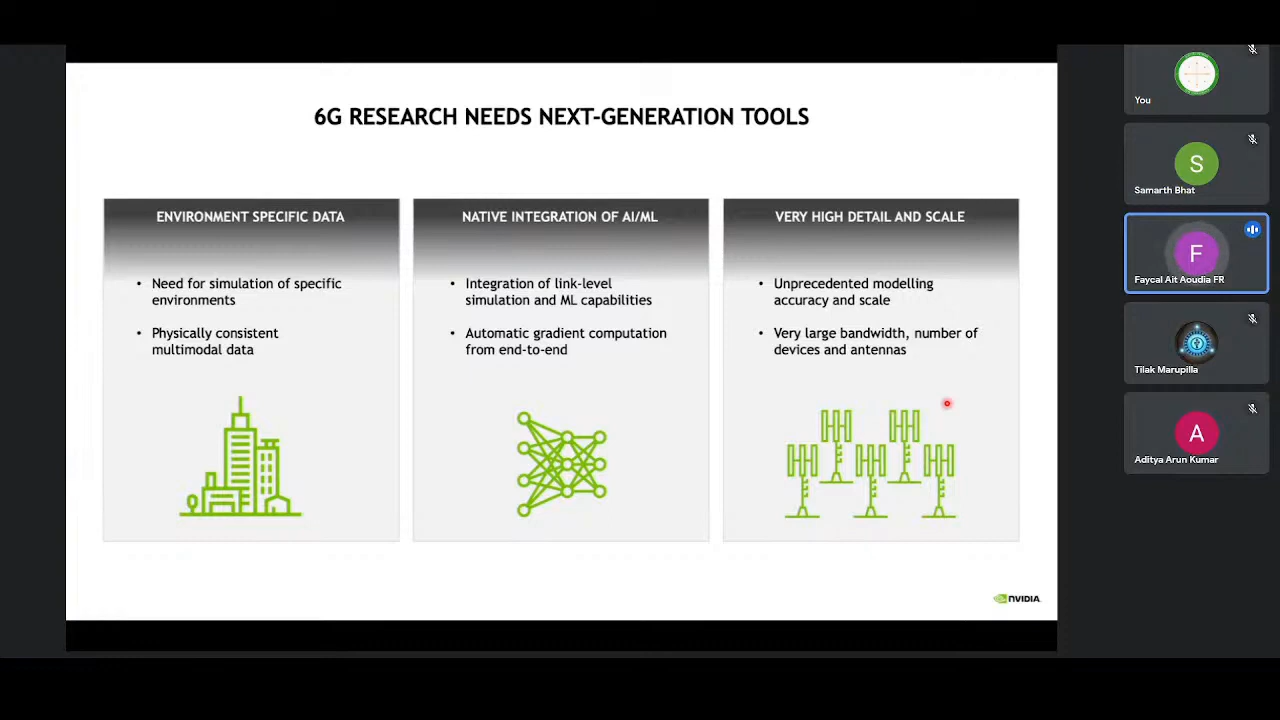 6G RESEARCH NEEDS NEXT-GENERATION TOOLS
ENVIRONMENT SPECIFIC DATA
• Need for simulation of specific
environments
• Physically consistent
multimodal data
NATIVE INTEGRATION OF AI/ML
• Integration of link-level
simulation and ML capabilities
• Automatic gradient computation
from end-to-end
VERY HIGH DETAIL AND SCALE
• Unprecedented modelling
accuracy and scale
• Very large bandwidth, number of
devices and antennas
NVIDIA
You
S
Samarth Bhat
F
Faycal Ait Aoudia FR
Tilak Marupilla
A
Aditya Arun Kumar